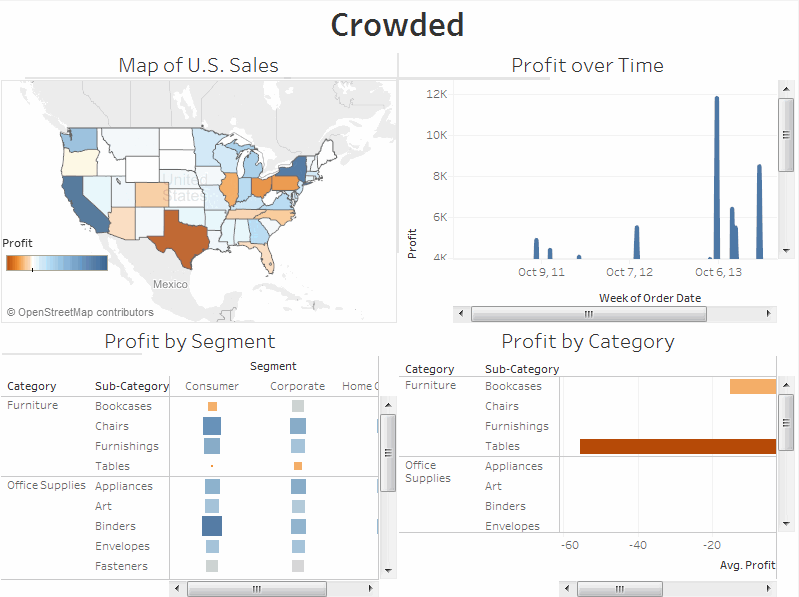 Crowded
Map of U.S. Sales
United
States
Profit
Mexico
© OpenStreetMap contributors
Profit over Time
12K
10K
8K
6K
4K
Profit
Oct 9, 11 Oct 7, 12 Oct 6, 13
Week of Order Date
Profit by Segment
Segment
Category Sub-Category Consumer Corporate Home C
Furniture Bookcases
Chairs
Furnishings
Tables
Office Supplies Appliances
Art
Binders
Envelopes
Fasteners
Profit by Category
Category Sub-Category
Furniture Bookcases
Chairs
Furnishings
Tables
Office Supplies Appliances
Art
Binders
Envelopes
-60 -40 -20
Avg. Profit